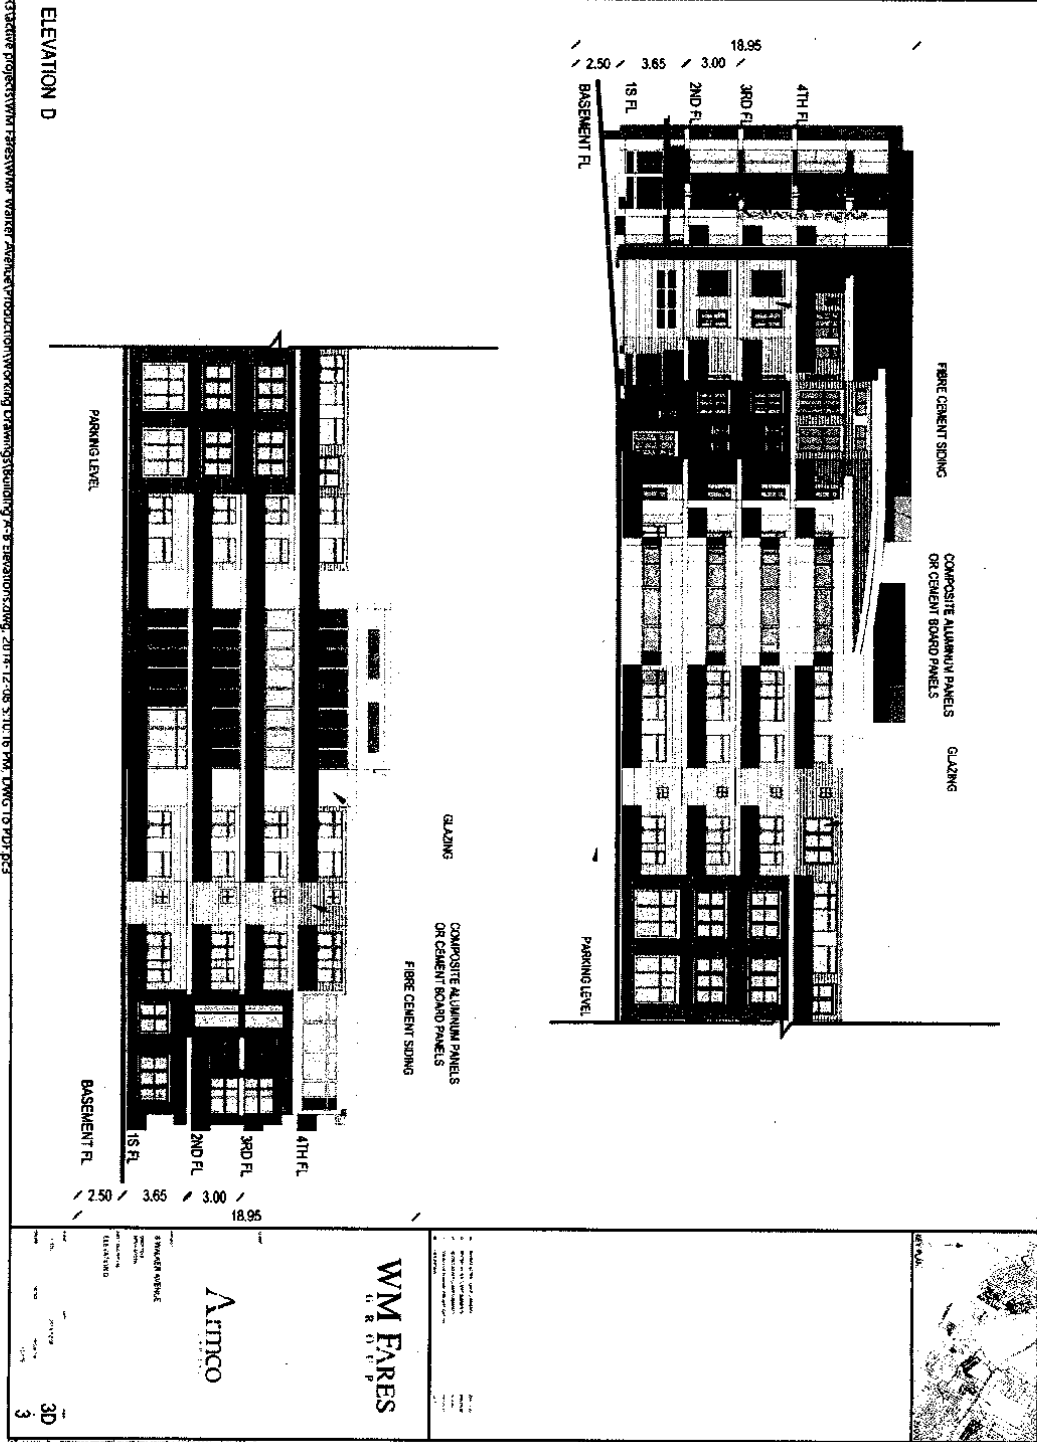 18.95
2.50 3.65 3.00
BASEMENT FL
1S FL
2ND FL
3RD FL
4TH FL
FIBRE CEMENT SIDING
COMPOSITE ALUMINUM PANELS
OR CEMENT BOARD PANELS
GLAZING
PARKING LEVEL
PARKING LEVEL
GLAZING
COMPOSITE ALUMINUM PANELS
OR CEMENT BOARD PANELS
FIBRE CEMENT SIDING
BASEMENT FL
1S FL
2ND FL
3RD FL
4TH FL
2.50 3.65 3.00
18.95
ELEVATION D
KEY PLAN
WM FARES
GROUP
Armco
8 WALKER AVENUE
ELEVATION D
3D
3